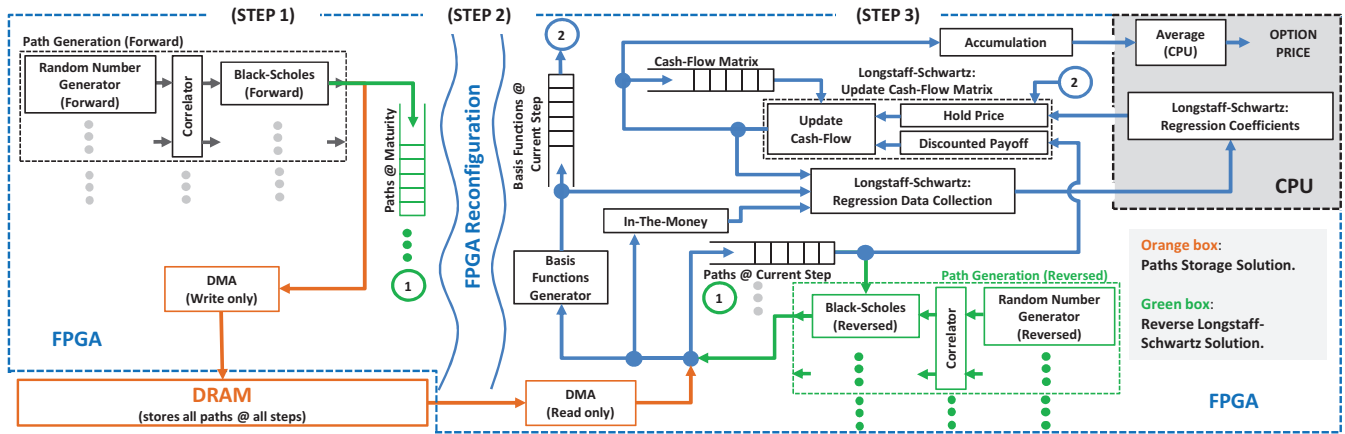 (STEP 1)
(STEP 2)
(STEP 3)
Path Generation (Forward)
Random Number
Generator
(Forward)
Correlator
Black-Scholes
(Forward)
Paths @ Maturity
1
DMA
(Write only)
FPGA
DRAM
(stores all paths @ all steps)
FPGA Reconfiguration
2
Basis Functions @
Current Step
Basis
Functions
Generator
DMA
(Read only)
Cash-Flow Matrix
Accumulation
Average
(CPU)
OPTION
PRICE
Longstaff-Schwartz:
Update Cash-Flow Matrix
2
Update
Cash-Flow
Hold Price
Discounted Payoff
Longstaff-Schwartz:
Regression Coefficients
CPU
Longstaff-Schwartz:
Regression Data Collection
In-The-Money
Paths @ Current Step
1
Path Generation (Reversed)
Black-Scholes
(Reversed)
Correlator
Random Number
Generator
(Reversed)
Orange box:
Paths Storage Solution.
Green box:
Reverse Longstaff-
Schwartz Solution.
FPGA